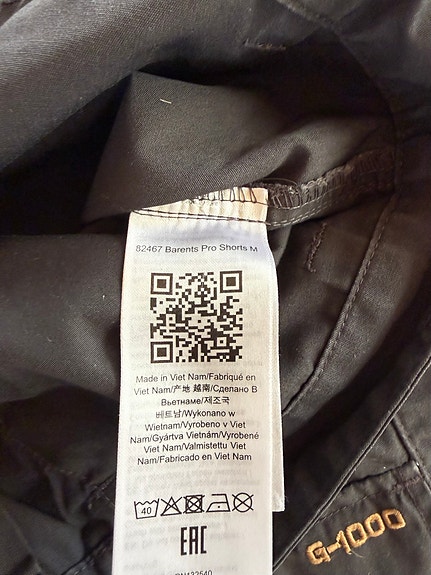 82467 Barents Pro Shorts M
Made in Viet Nam/Fabriqué en
Viet Nam/产地 越南/Сделано В
Вьетнаме/제조국
베트남/Wykonano w
Wietnam/Vyrobeno v Viet
Nam/Gyártva Vietnám/Vyrobené
Viet Nam/Valmistettu Viet
Nam/Fabricado en Viet Nam
40
EAC
G-1000